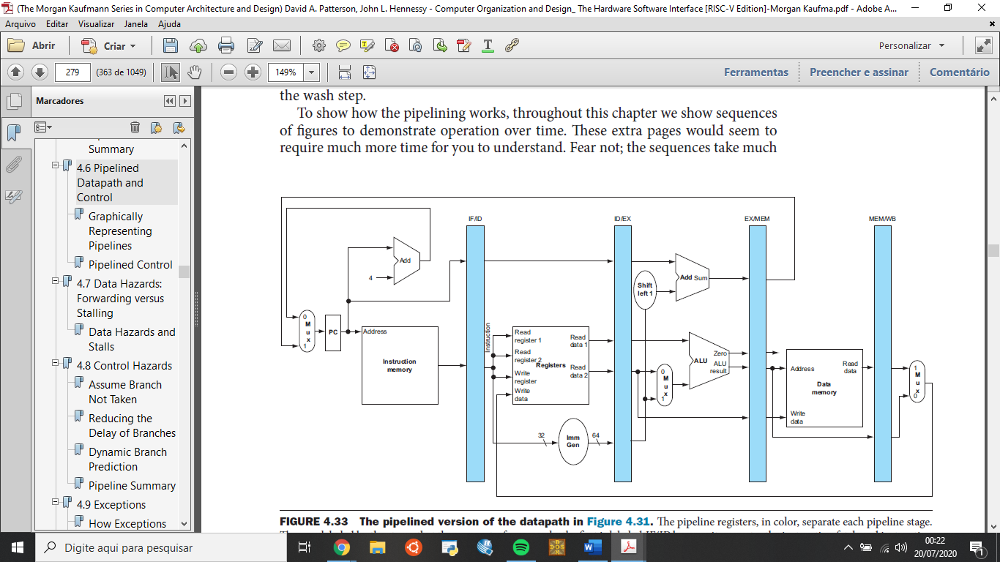 (The Morgan Kaufmann Series in Computer Architecture and Design) David A. Patterson, John L. Hennessy - Computer Organization and Design_ The Hardware Software Interface [RISC-V Edition]-Morgan Kaufma.pdf - Adobe A...
Arquivo Editar Visualizar Janela Ajuda
Abrir Criar Personalizar
279 (363 de 1049) 149% Ferramentas Preencher e assinar Comentário
Marcadores
Summary
4.6 Pipelined
Datapath and
Control
Graphically
Representing
Pipelines
Pipelined Control
4.7 Data Hazards:
Forwarding versus
Stalling
Data Hazards and
Stalls
4.8 Control Hazards
Assume Branch
Not Taken
Reducing the
Delay of Branches
Dynamic Branch
Prediction
Pipeline Summary
4.9 Exceptions
How Exceptions
the wash step.
To show how the pipelining works, throughout this chapter we show sequences
of figures to demonstrate operation over time. These extra pages would seem to
require much more time for you to understand. Fear not; the sequences take much
IF/ID ID/EX EX/MEM MEM/WB
Add
4
Add Sum
Shift
left 1
0
M
u
x
1
PC
Address
Instruction
memory
Instruction
Read
register 1
Read
register 2
Write
register
Write
data
Registers
Read
data 1
Read
data 2
32
Imm
Gen
64
0
M
u
x
1
Zero
ALU
ALU
result
Address
Read
data
Data
memory
Write
data
1
M
u
x
0
FIGURE 4.33 The pipelined version of the datapath in Figure 4.31. The pipeline registers, in color, separate each pipeline stage.
Digite aqui para pesquisar
00:22
20/07/2020
1